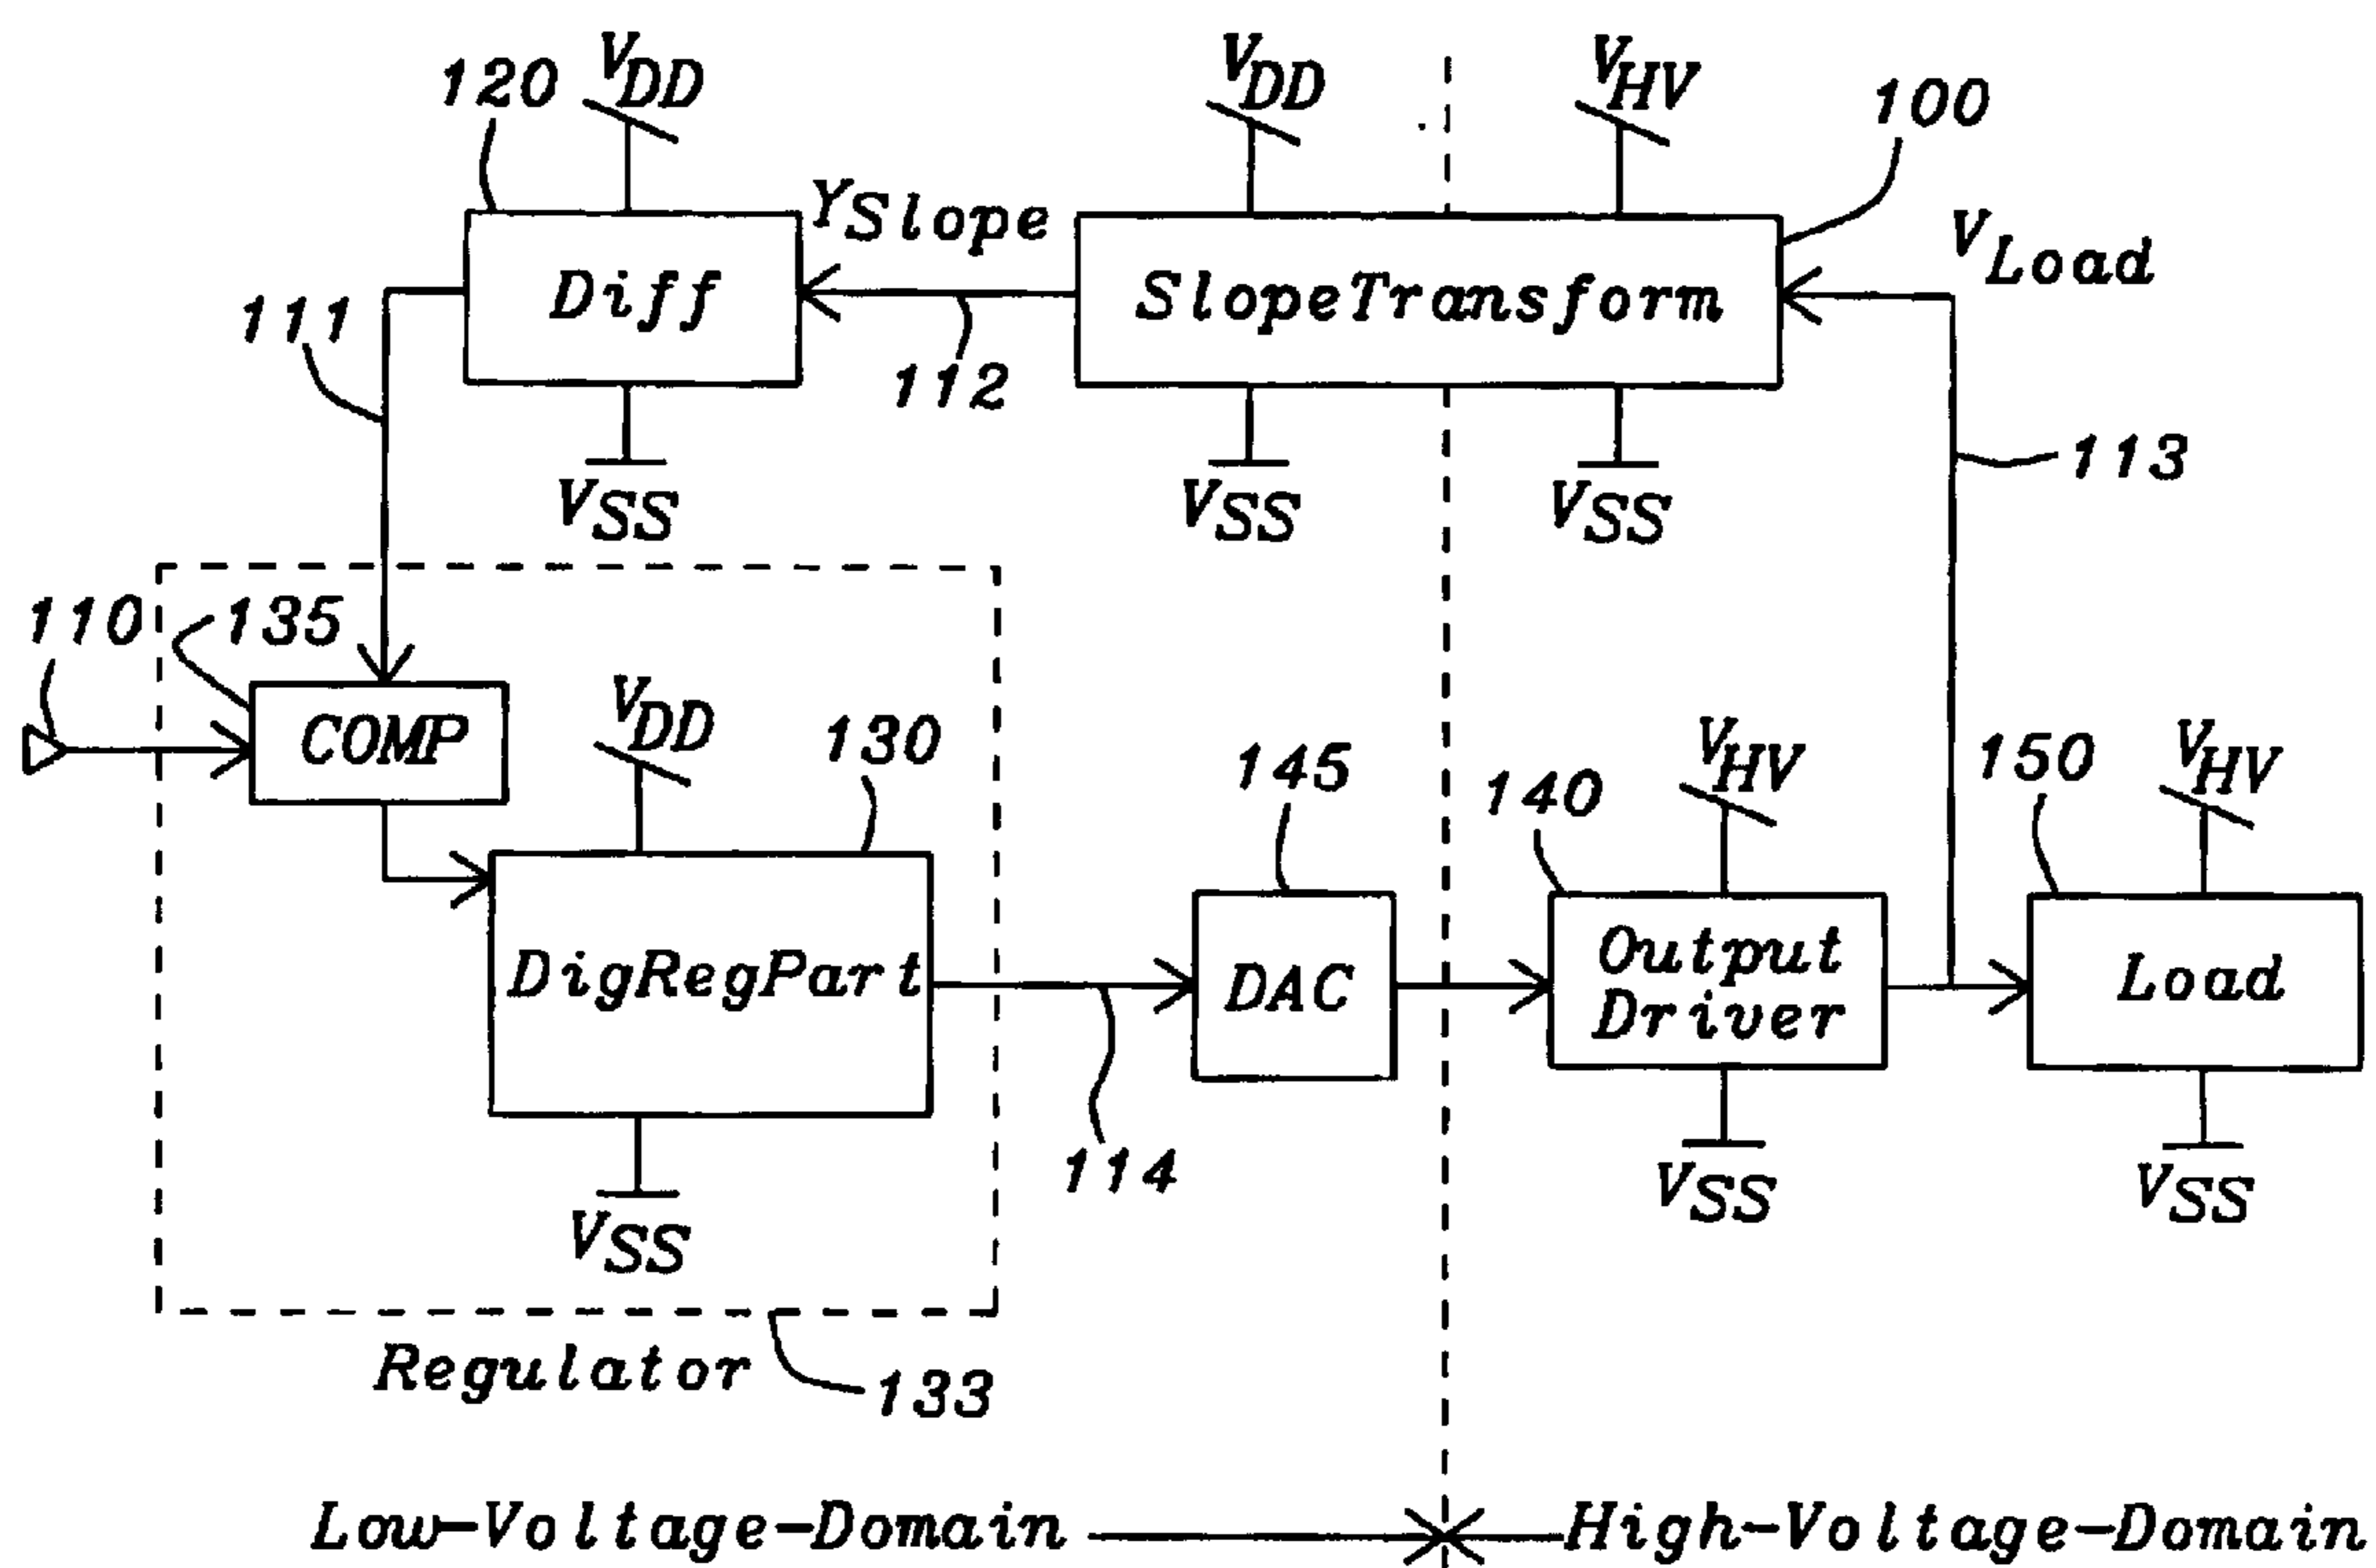 120
VDD
VDD
VHV
100
YSlope
VLoad
Diff
SlopeTransform
111
112
113
VSS
VSS
VSS
110
135
COMP
VDD
130
145
140
VHV
150
VHV
DigRegPart
DAC
Output
Driver
Load
114
VSS
VSS
VSS
Regulator
133
Low-Voltage-Domain
High-Voltage-Domain